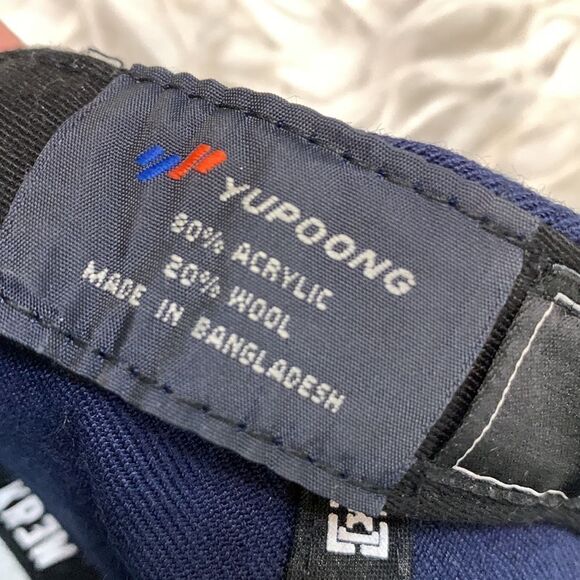 YUPOONG
80% ACRYLIC
20% WOOL
MADE IN BANGLADESH